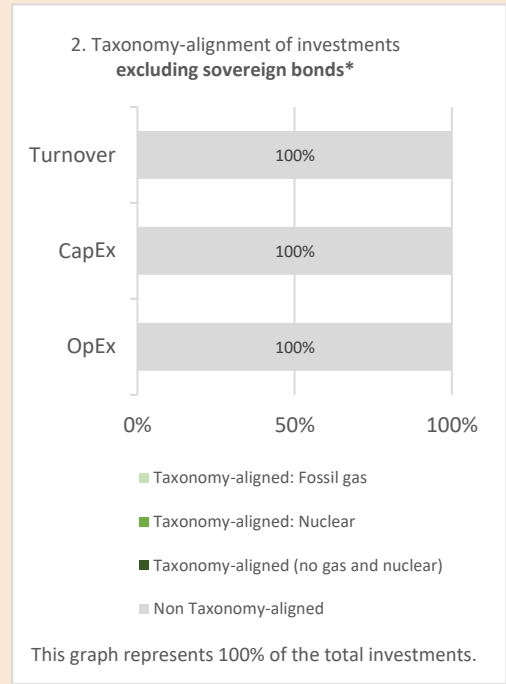 2. Taxonomy-alignment of investments
excluding sovereign bonds*
Turnover
100%
CapEx
100%
OpEx
100%
0%
50%
100%
Taxonomy-aligned: Fossil gas
Taxonomy-aligned: Nuclear
Taxonomy-aligned (no gas and nuclear)
Non Taxonomy-aligned
This graph represents 100% of the total investments.